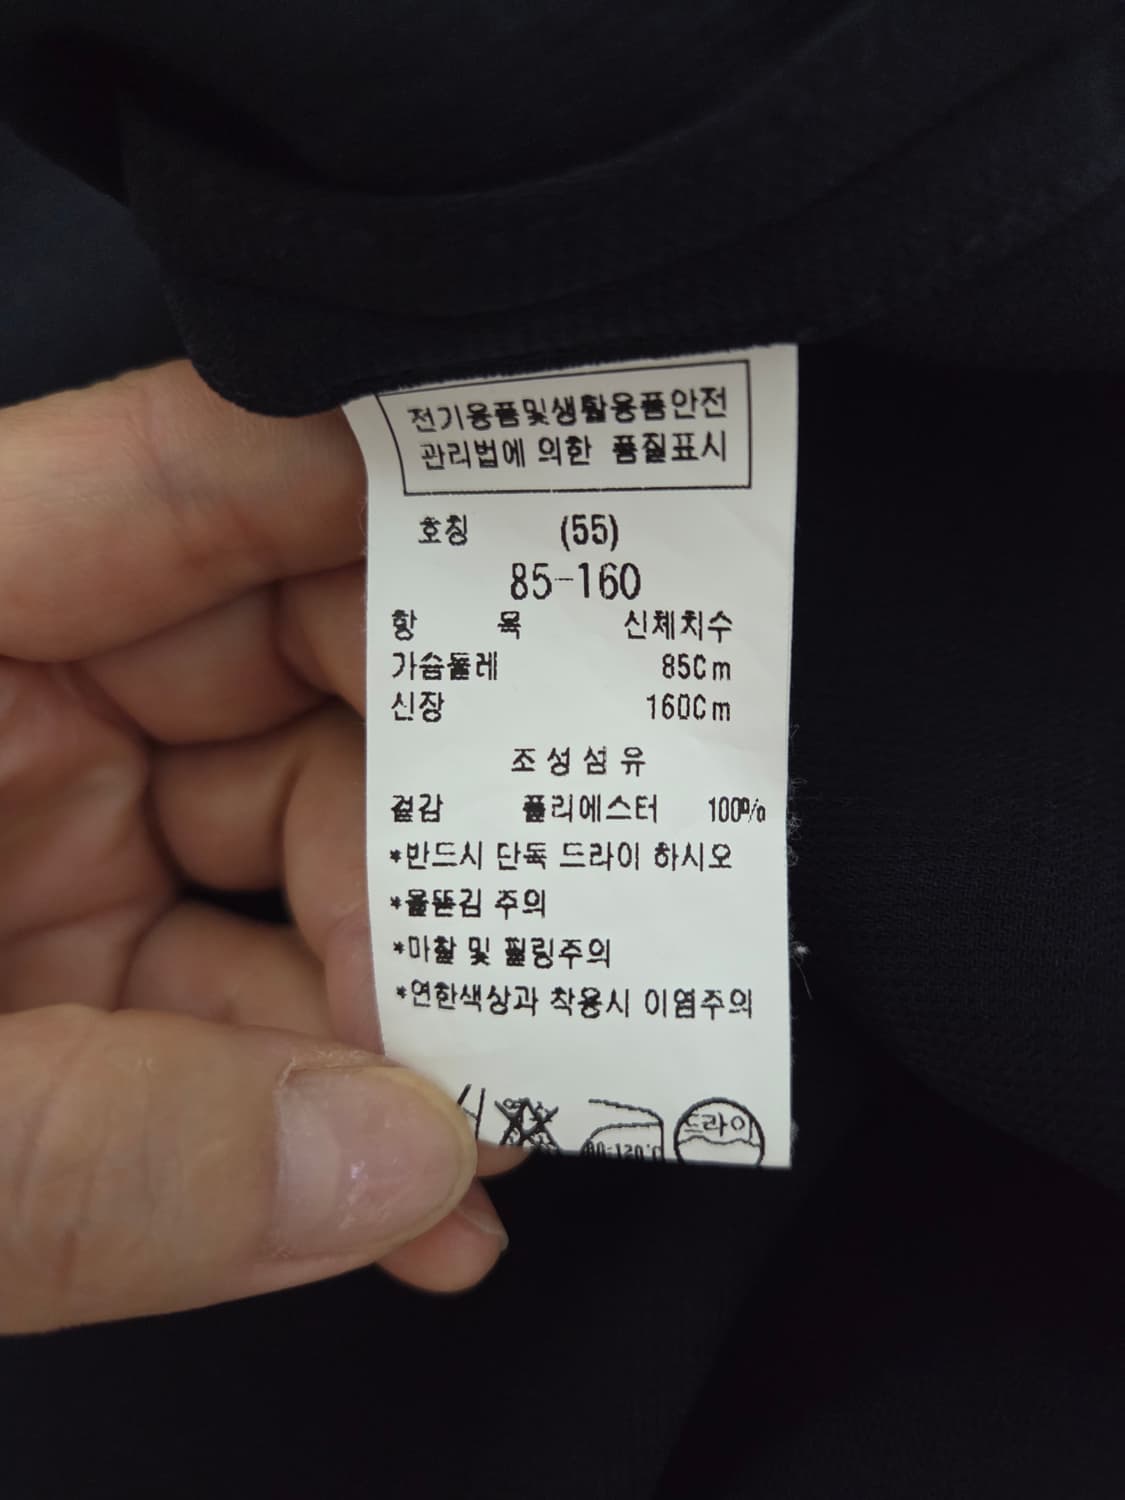 전기용품및생활용품안전
관리법에 의한 품질표시
호칭 (55)
85-160
항 목 신체치수
가슴둘레 85Cm
신장 160Cm
조성섬유
겉감 폴리에스터 100%
*반드시 단독 드라이 하시오
*올뜯김 주의
*마찰 및 필링주의
*연한색상과 착용시 이염주의
80-120℃ 드라이